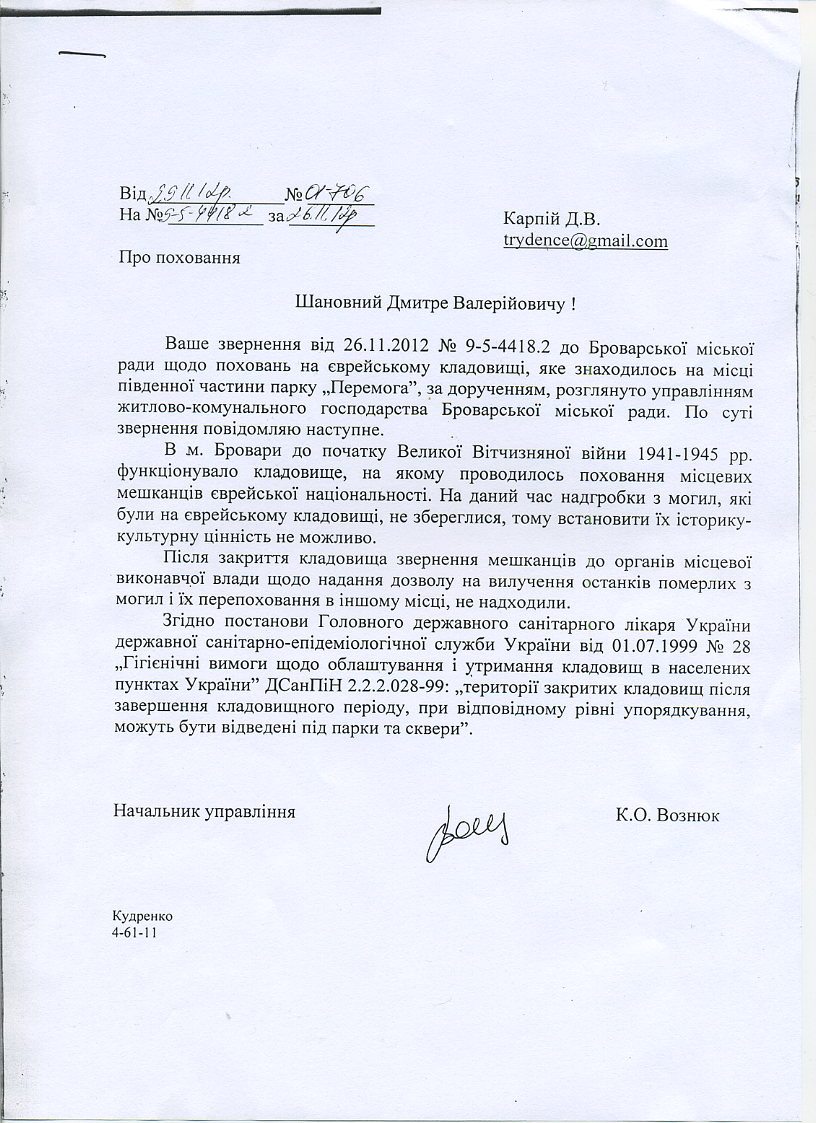 Від 29.11.12р. № 01-706
На № 9-5-4418.2 за 26.11.12р
Карпій Д.В.
trydence@gmail.com
Про поховання
Шановний Дмитре Валерійовичу !
Ваше звернення від 26.11.2012 № 9-5-4418.2 до Броварської міської
ради щодо поховань на єврейському кладовищі, яке знаходилось на місці
південної частини парку „Перемога”, за дорученням, розглянуто управлінням
житлово-комунального господарства Броварської міської ради. По суті
звернення повідомляю наступне.
В м. Бровари до початку Великої Вітчизняної війни 1941-1945 рр.
функціонувало кладовище, на якому проводилось поховання місцевих
мешканців єврейської національності. На даний час надгробки з могил, які
були на єврейському кладовищі, не збереглися, тому встановити їх історику-
культурну цінність не можливо.
Після закриття кладовища звернення мешканців до органів місцевої
виконавчої влади щодо надання дозволу на вилучення останків померлих з
могил і їх перепоховання в іншому місці, не надходили.
Згідно постанови Головного державного санітарного лікаря України
державної санітарно-епідеміологічної служби України від 01.07.1999 № 28
„Гігієнічні вимоги щодо облаштування і утримання кладовищ в населених
пунктах України” ДСанПіН 2.2.2.028-99: „території закритих кладовищ після
завершення кладовищного періоду, при відповідному рівні упорядкування,
можуть бути відведені під парки та сквери”.
Начальник управління
К.О. Вознюк
Кудренко
4-61-11